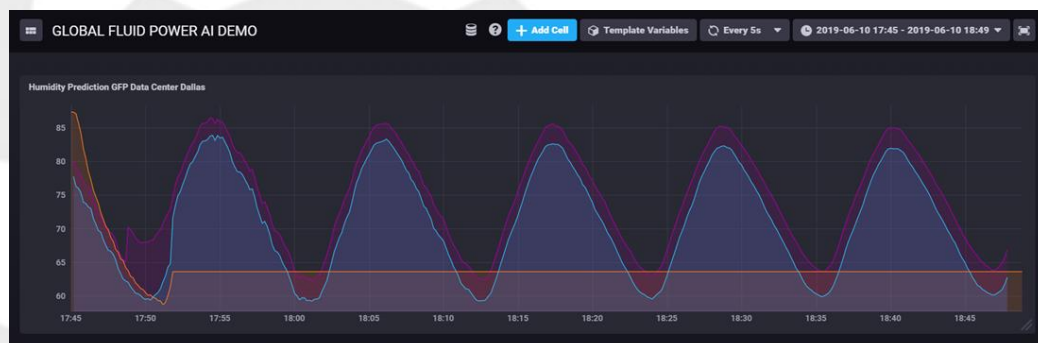 GLOBAL FLUID POWER AI DEMO
+ Add Cell Template Variables Every 5s 2019-06-10 17:45 - 2019-06-10 18:49
Humidity Prediction GFP Data Center Dallas
85
80
75
70
65
60
17:45 17:50 17:55 18:00 18:05 18:10 18:15 18:20 18:25 18:30 18:35 18:40 18:45